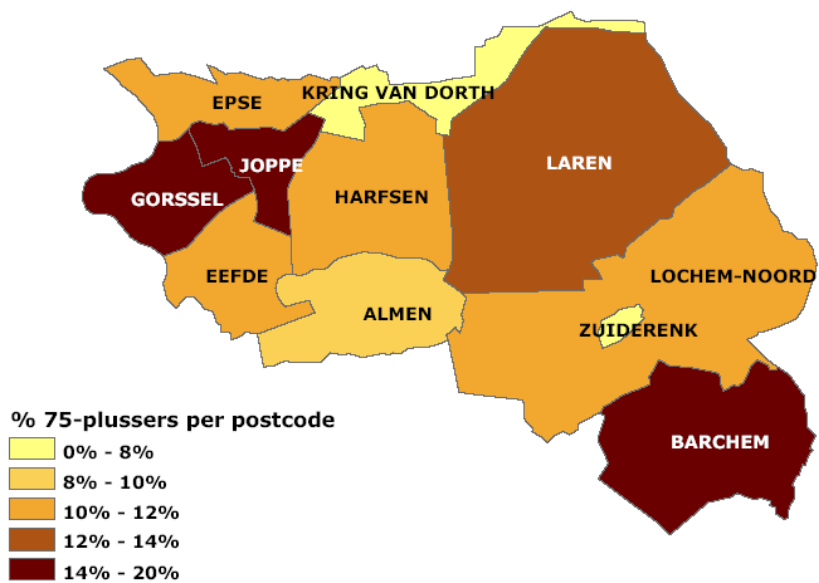 KRING VAN DORTH
EPSE
JOPPE
LAREN
GORSSEL
HARFSEN
EEFDE
LOCHEM-NOORD
ALMEN
ZUIDERENK
BARCHEM
% 75-plussers per postcode
0% - 8%
8% - 10%
10% - 12%
12% - 14%
14% - 20%